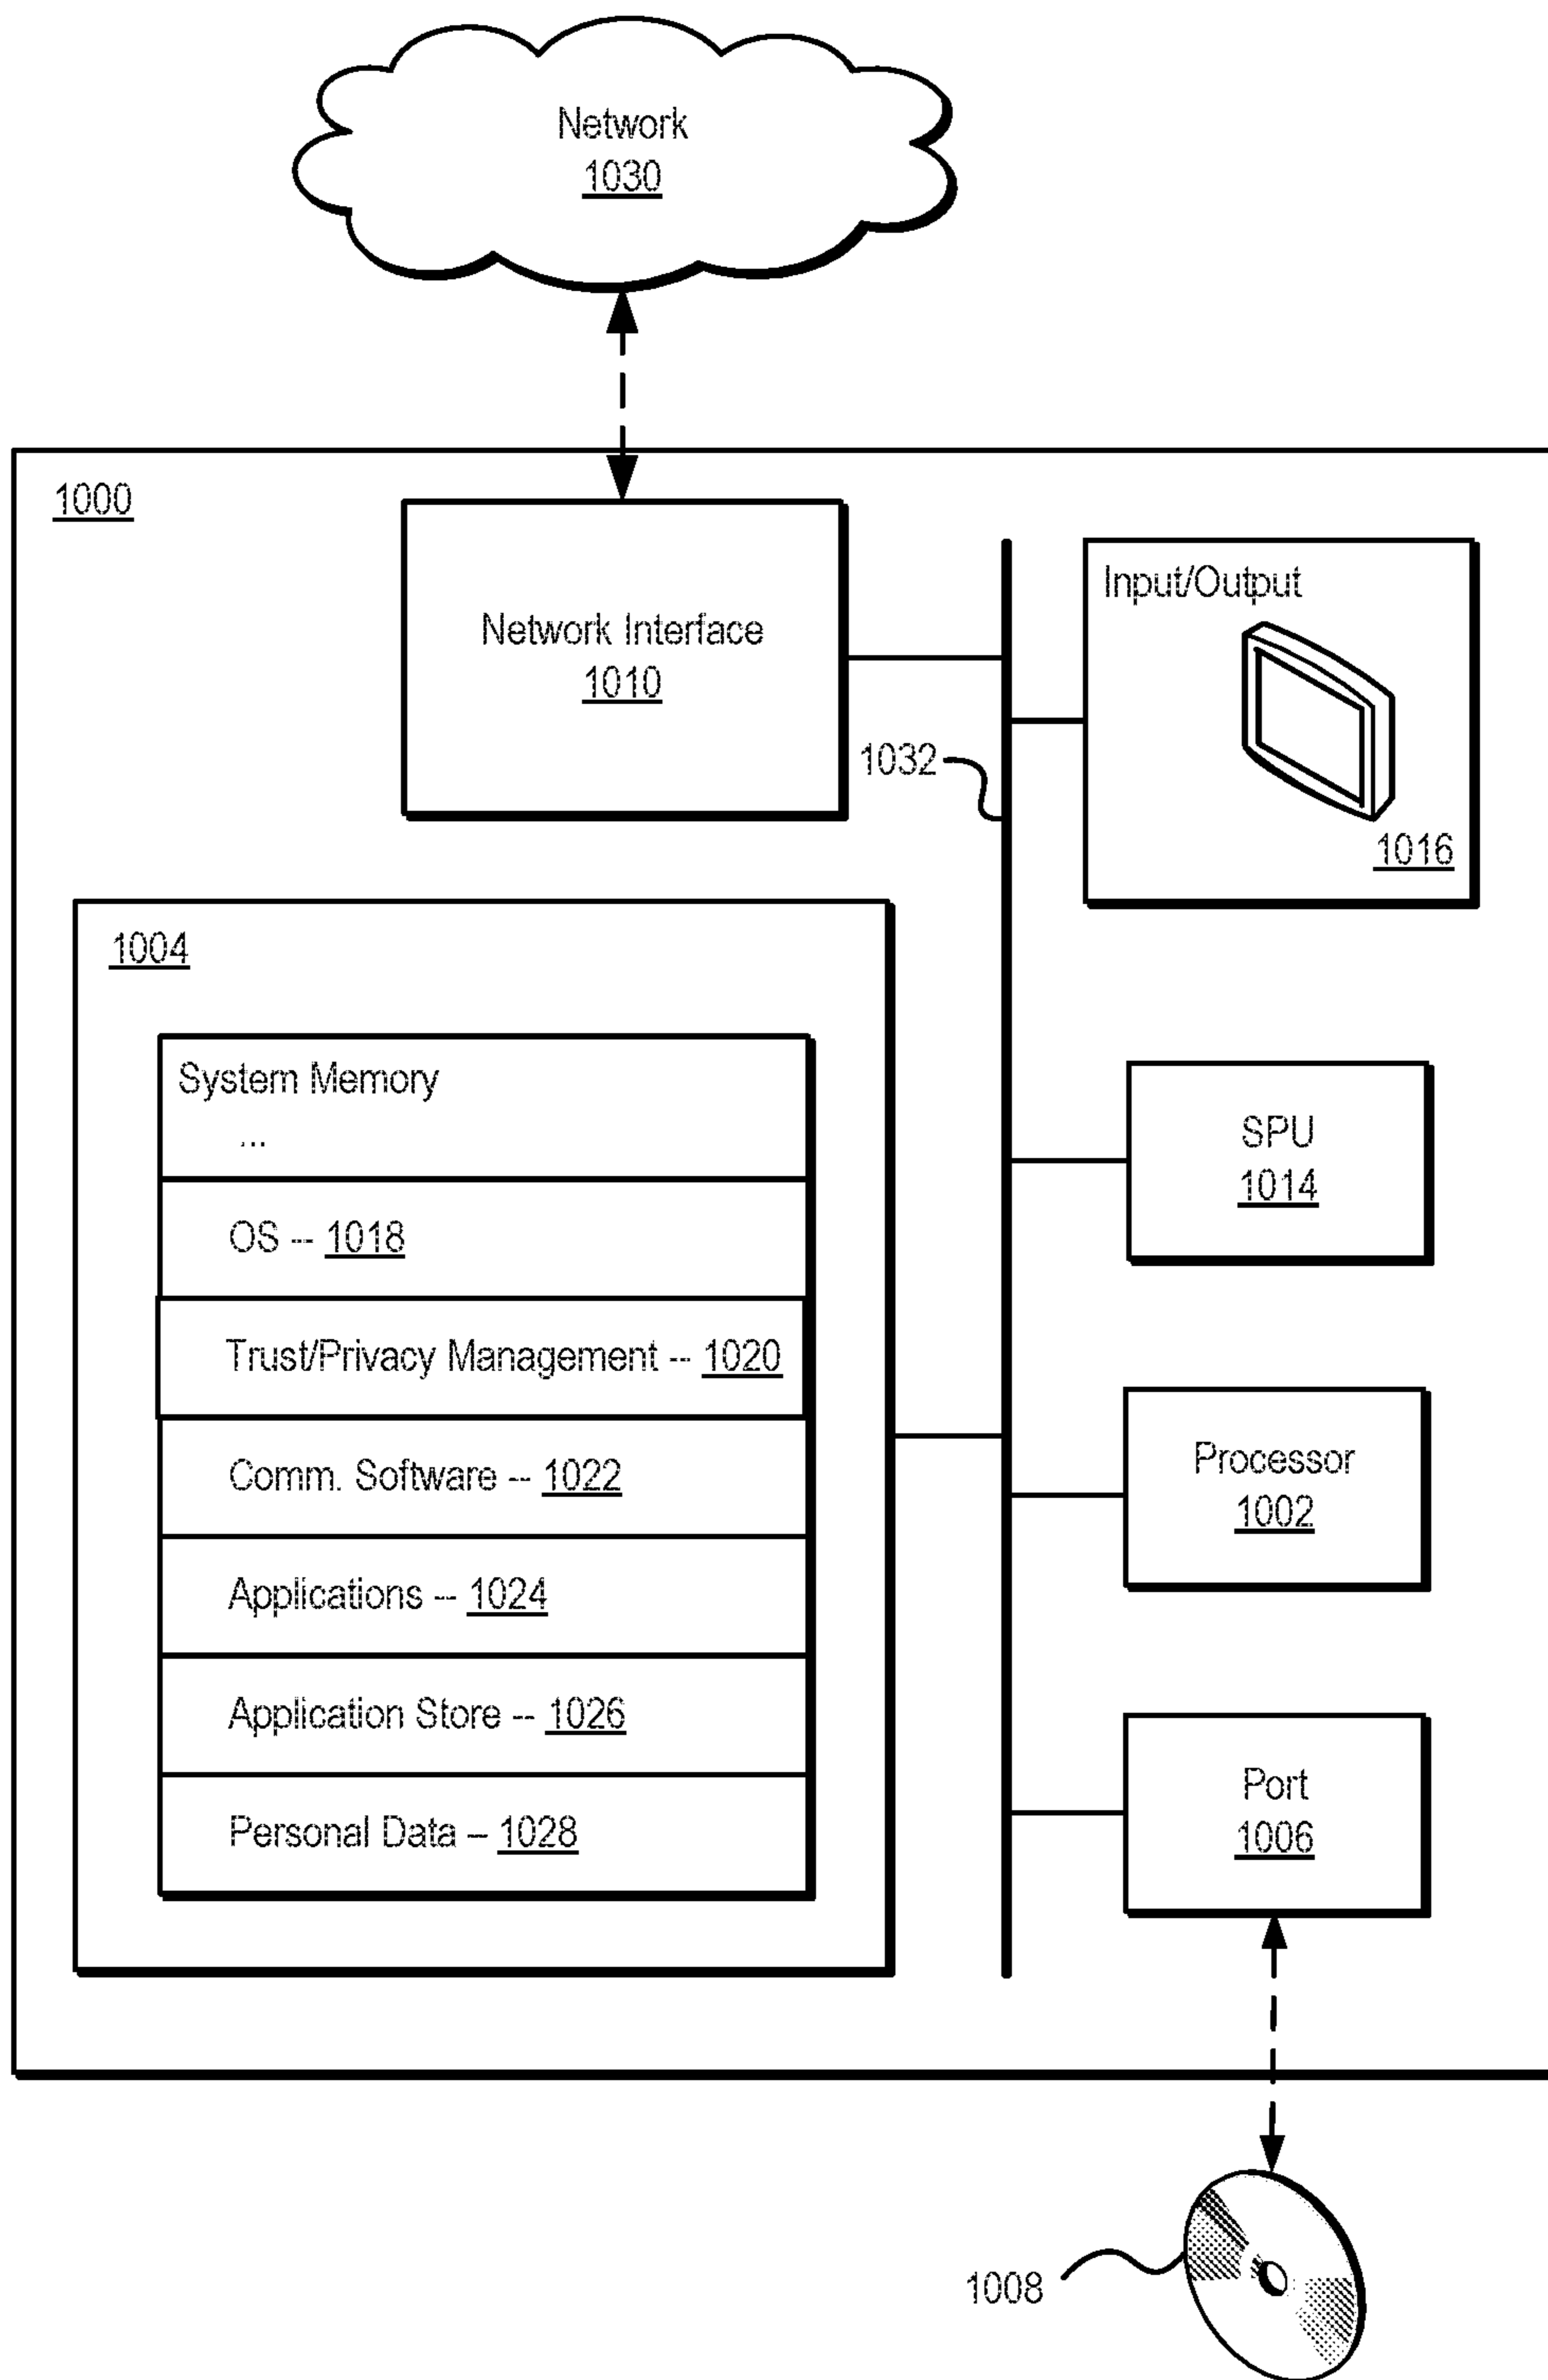 Network
1030
1000
Network Interface
1010
Input/Output
1016
1032
1004
System Memory
...
OS -- 1018
Trust/Privacy Management -- 1020
Comm. Software -- 1022
Applications -- 1024
Application Store -- 1026
Personal Data – 1028
SPU
1014
Processor
1002
Port
1006
1008